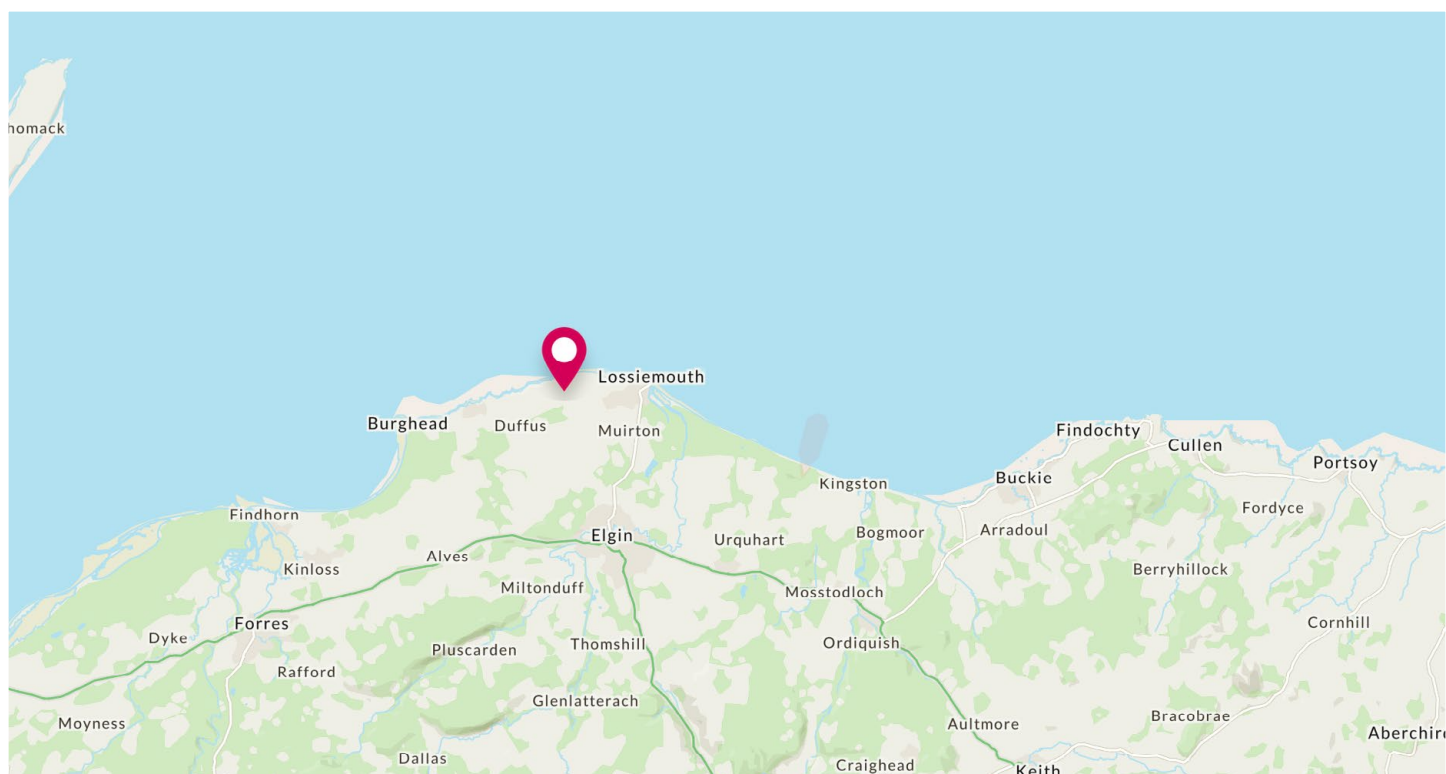 homack
Lossiemouth
Burghead
Duffus
Muirton
Findochty
Cullen
Portsoy
Buckie
Kingston
Fordyce
Findhorn
Elgin
Urquhart
Bogmoor
Arradoul
Alves
Kinloss
Berryhillock
Miltonduff
Mosstodloch
Forres
Cornhill
Dyke
Pluscarden
Thomshill
Ordiquish
Rafford
Glenlatterach
Moyness
Aultmore
Bracobrae
Aberchird
Dallas
Craighead
Keith